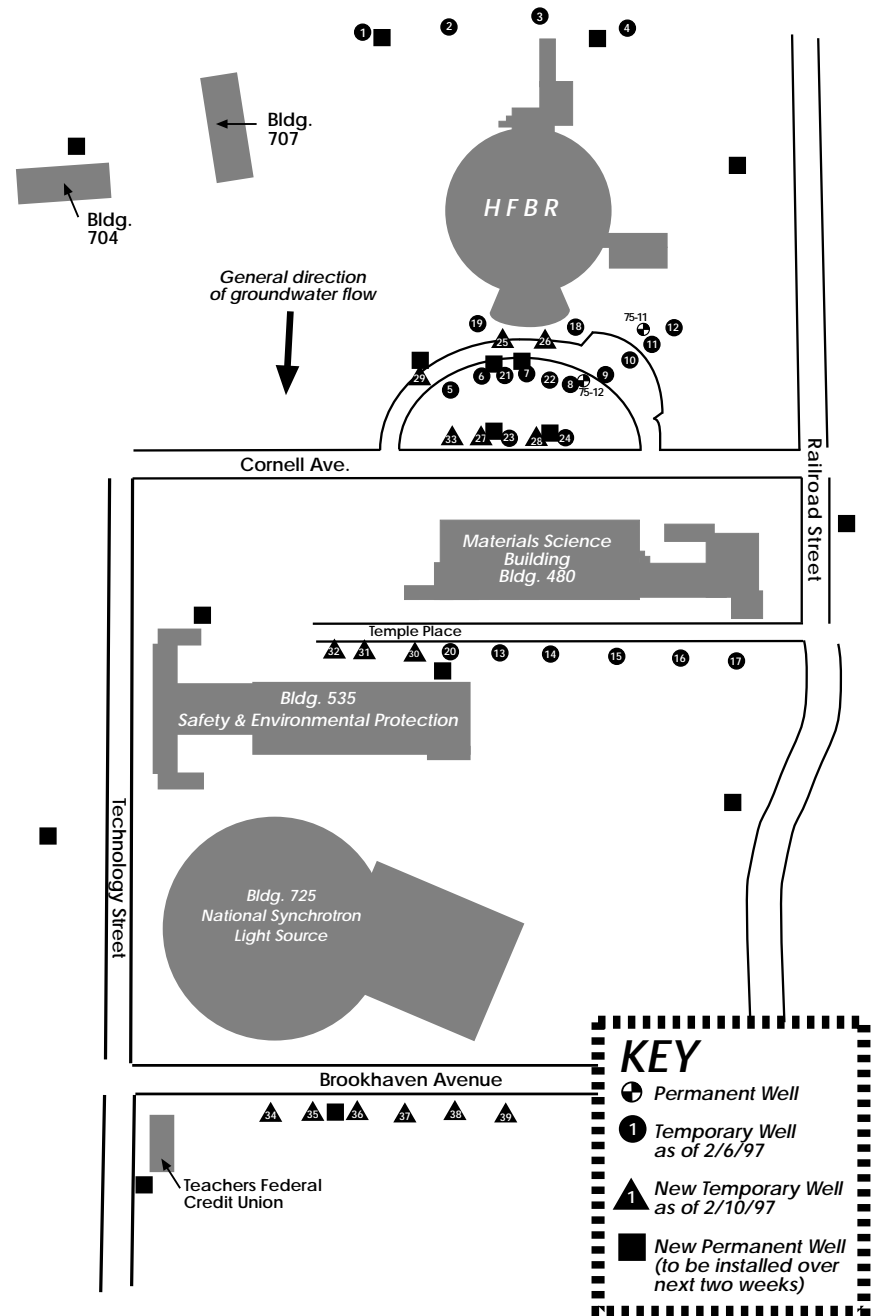 1
2
3
4
Bldg.
707
Bldg.
704
HFBR
General direction
of groundwater flow
19
25
26
18
75-11
12
11
29
10
6
21
7
22
8
9
5
75-12
33
27
23
28
24
Cornell Ave.
Railroad Street
Materials Science
Building
Bldg. 480
Temple Place
32
31
30
20
13
14
15
16
17
Bldg. 535
Safety & Environmental Protection
Technology Street
Bldg. 725
National Synchrotron
Light Source
Brookhaven Avenue
34
35
36
37
38
39
Teachers Federal
Credit Union
KEY
Permanent Well
1
Temporary Well
as of 2/6/97
1
New Temporary Well
as of 2/10/97
New Permanent Well
(to be installed over
next two weeks)